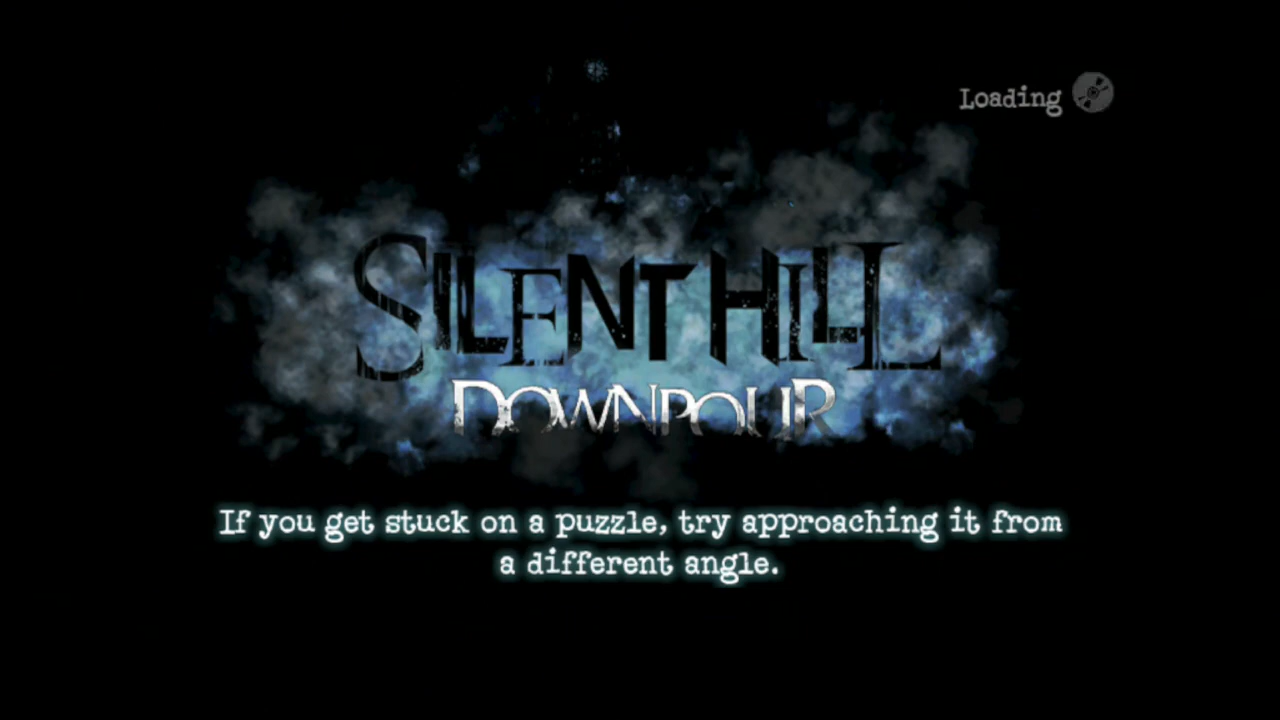 Loading
SILENT HILL
DOWNPOUR
If you get stuck on a puzzle, try approaching it from
a different angle.